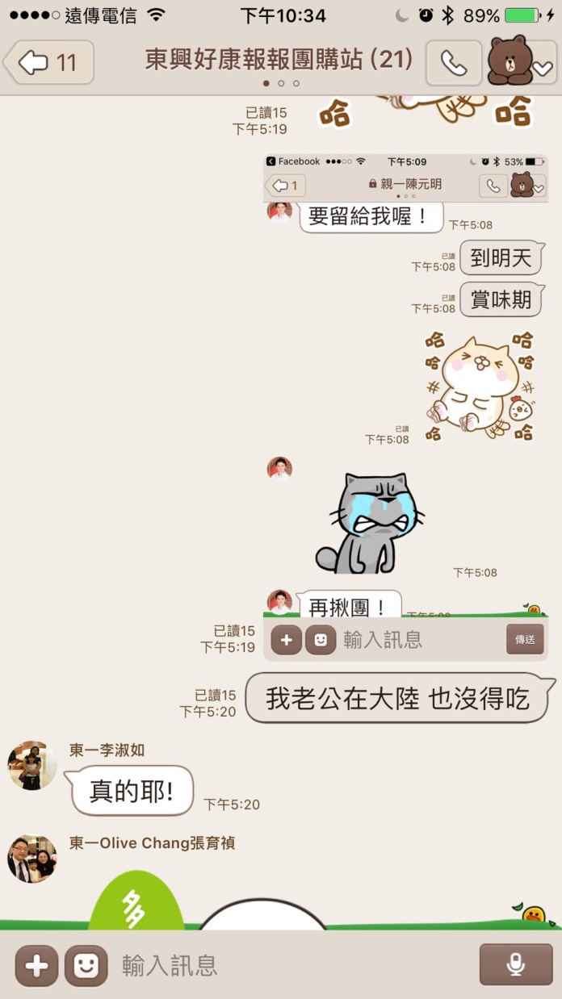 遠傳電信 下午10:34 89%
11 東興好康報報團購站 (21)
已讀15
下午5:19
哈 哈
Facebook 下午5:09 53%
1 親一陳元明
要留給我喔！ 下午5:08
已讀
下午5:08 到明天
已讀
下午5:08 賞味期
哈 哈
哈 哈
哈 哈
已讀
下午5:08
下午5:08
再揪團！ 下午5:08
已讀15
下午5:19
輸入訊息 傳送
已讀15
下午5:20
我老公在大陸 也沒得吃
東一李淑如
真的耶! 下午5:20
東一Olive Chang張育禎
多
輸入訊息